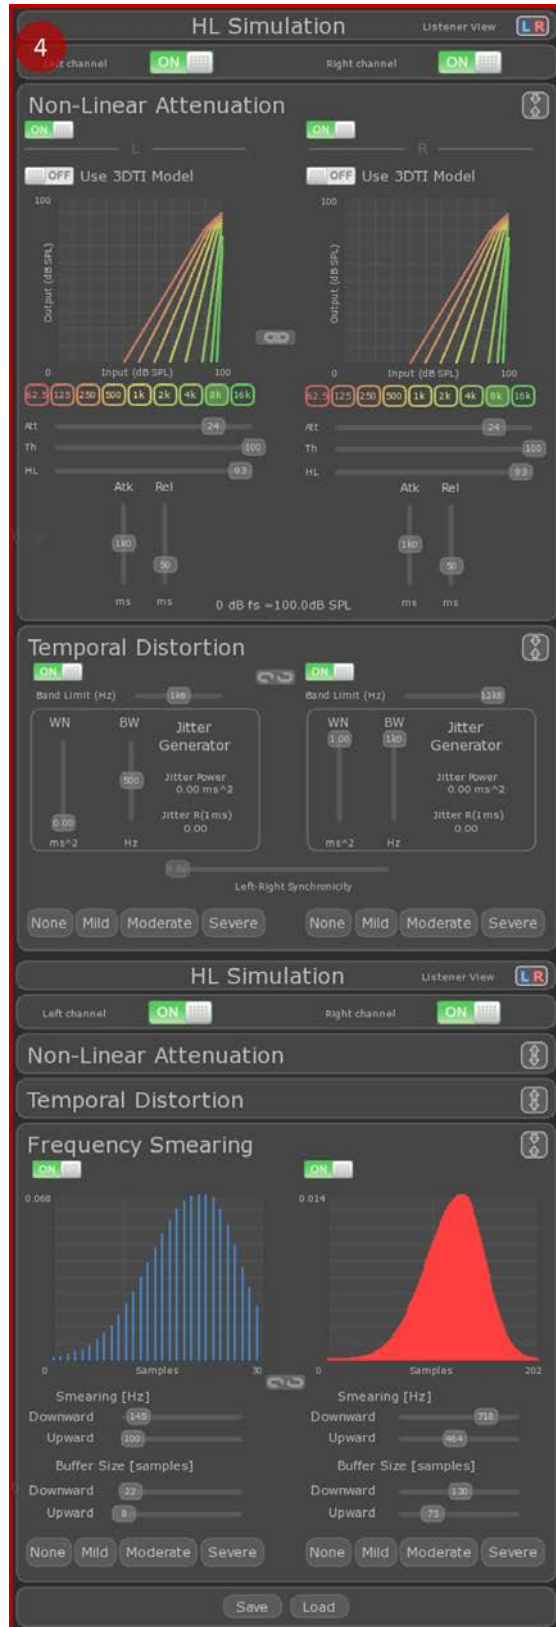 4
HL Simulation Listener View L R
Left channel ON Right channel ON
Non-Linear Attenuation
ON ON
L R
OFF Use 3DTI Model OFF Use 3DTI Model
100 100
Output (dB SPL) Output (dB SPL)
0 Input (dB SPL) 100 0 Input (dB SPL) 100
62.5 125 250 500 1k 2k 4k 8k 16k 62.5 125 250 500 1k 2k 4k 8k 16k
Att 24 Att 24
Th 100 Th 100
HL 93 HL 93
Atk Rel Atk Rel
1k0 50 1k0 50
ms ms 0 dB fs =100.0dB SPL ms ms
Temporal Distortion
ON ON
Band Limit (Hz) 1k6 Band Limit (Hz) 12k8
WN BW Jitter Generator WN BW Jitter Generator
0.00 500 1.00 1k0
Jitter Power 0.00 ms^2 Jitter Power 0.00 ms^2
Jitter R(1ms) 0.00 Jitter R(1ms) 0.00
ms^2 Hz ms^2 Hz
Left-Right Synchronicity
None Mild Moderate Severe None Mild Moderate Severe
HL Simulation Listener View L R
Left channel ON Right channel ON
Non-Linear Attenuation
Temporal Distortion
Frequency Smearing
ON ON
0.068 0.014
0 Samples 30 0 Samples 202
Smearing [Hz] Smearing [Hz]
Downward 145 Downward 718
Upward 100 Upward 464
Buffer Size [samples] Buffer Size [samples]
Downward 22 Downward 130
Upward 8 Upward 73
None Mild Moderate Severe None Mild Moderate Severe
Save Load